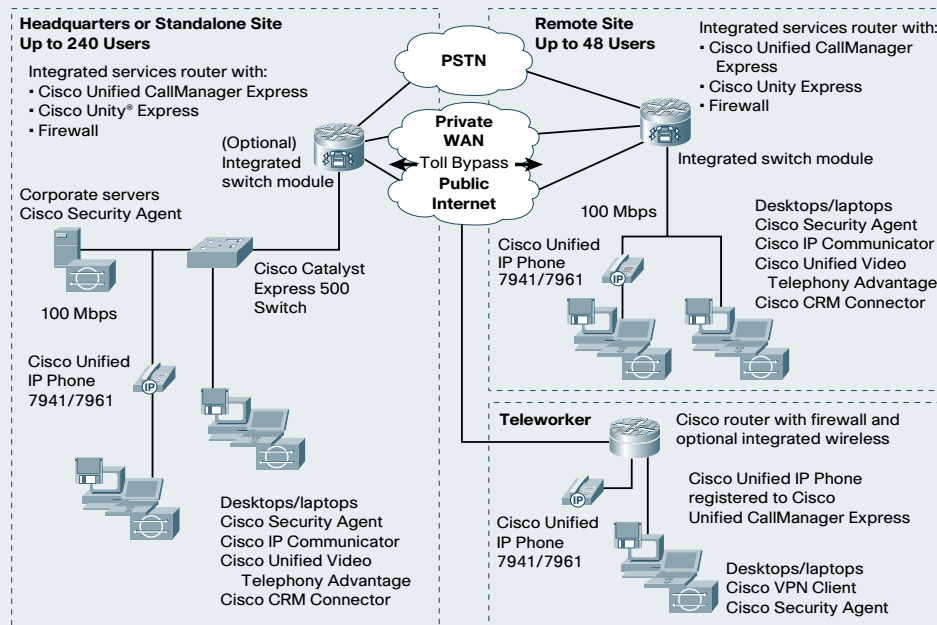 Headquarters or Standalone Site
Up to 240 Users
Integrated services router with:
• Cisco Unified CallManager Express
• Cisco Unity® Express
• Firewall
(Optional)
Integrated
switch module
Corporate servers
Cisco Security Agent
100 Mbps
Cisco Catalyst
Express 500
Switch
Cisco Unified
IP Phone
7941/7961
IP
Desktops/laptops
Cisco Security Agent
Cisco IP Communicator
Cisco Unified Video
Telephony Advantage
Cisco CRM Connector
PSTN
Private
WAN
Toll Bypass
Public
Internet
Remote Site
Up to 48 Users
Integrated services router with:
• Cisco Unified CallManager
Express
• Cisco Unity Express
• Firewall
Integrated switch module
100 Mbps
Cisco Unified
IP Phone
7941/7961
IP
Desktops/laptops
Cisco Security Agent
Cisco IP Communicator
Cisco Unified Video
Telephony Advantage
Cisco CRM Connector
Teleworker
Cisco router with firewall and
optional integrated wireless
Cisco Unified IP Phone
registered to Cisco
Unified CallManager Express
IP
Cisco Unified
IP Phone
7941/7961
Desktops/laptops
Cisco VPN Client
Cisco Security Agent